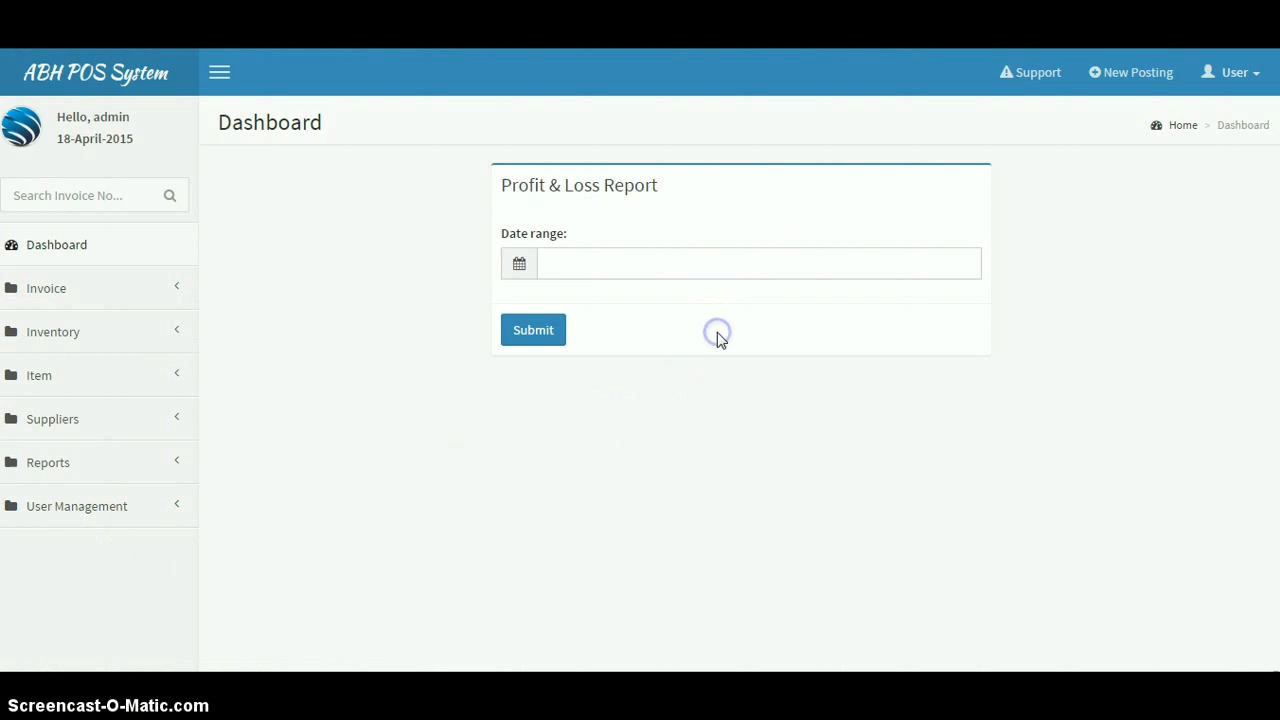 ABH POS System
Support
New Posting
User
Hello, admin
18-April-2015
Dashboard
Home > Dashboard
Search Invoice No...
Profit & Loss Report
Date range:
Submit
Dashboard
Invoice
Inventory
Item
Suppliers
Reports
User Management
Screencast-O-Matic.com